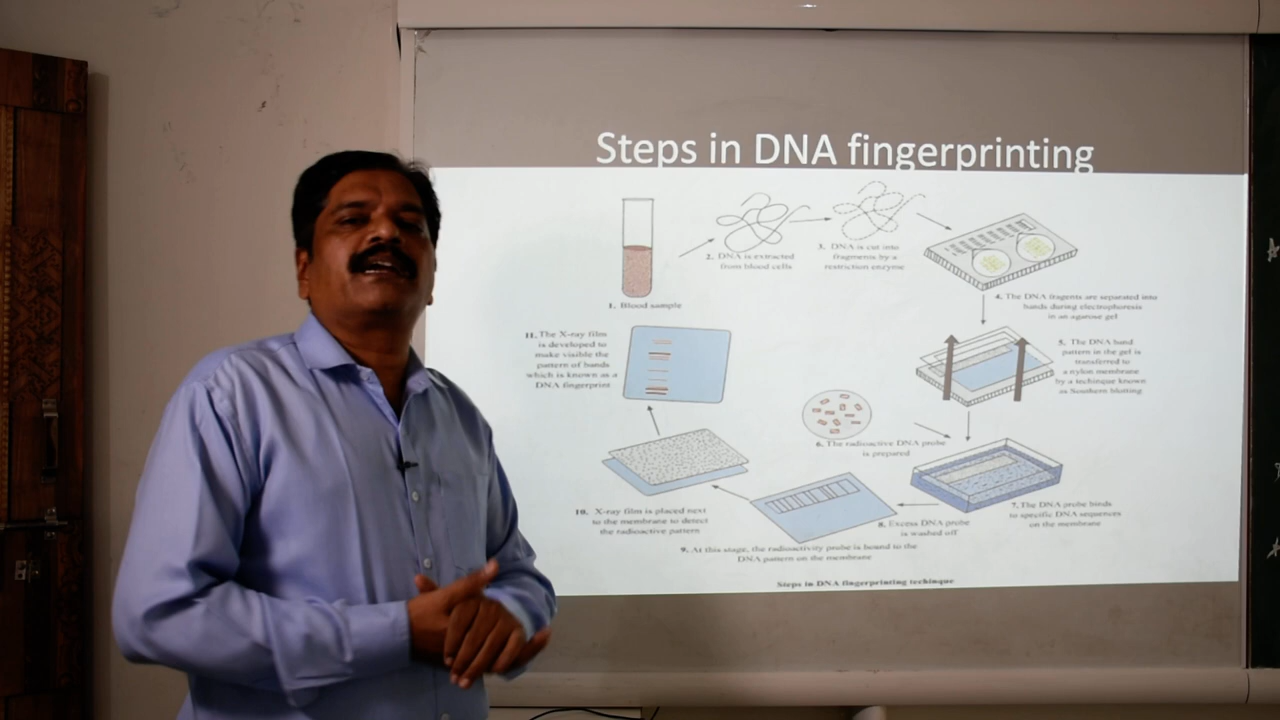 Steps in DNA fingerprinting
1. Blood sample
2. DNA is extracted
from blood cells
3. DNA is cut into
fragments by a
restriction enzyme
4. The DNA fragents are separated into
bands during electrophoresis
in an agarose gel
5. The DNA band
pattern in the gel is
transferred to
a nylon membrane
by a techinque known
as Southern blotting
6. The radioactive DNA probe
is prepared
7. The DNA probe binds
to specific DNA sequences
on the membrane
8. Excess DNA probe
is washed off
9. At this stage, the radioactivity probe is bound to the
DNA pattern on the membrane
10. X-ray film is placed next
to the membrane to detect
the radioactive pattern
11. The X-ray film
is developed to
make visible the
pattern of bands
which is known as a
DNA fingerprint
Steps in DNA fingerprinting techinque